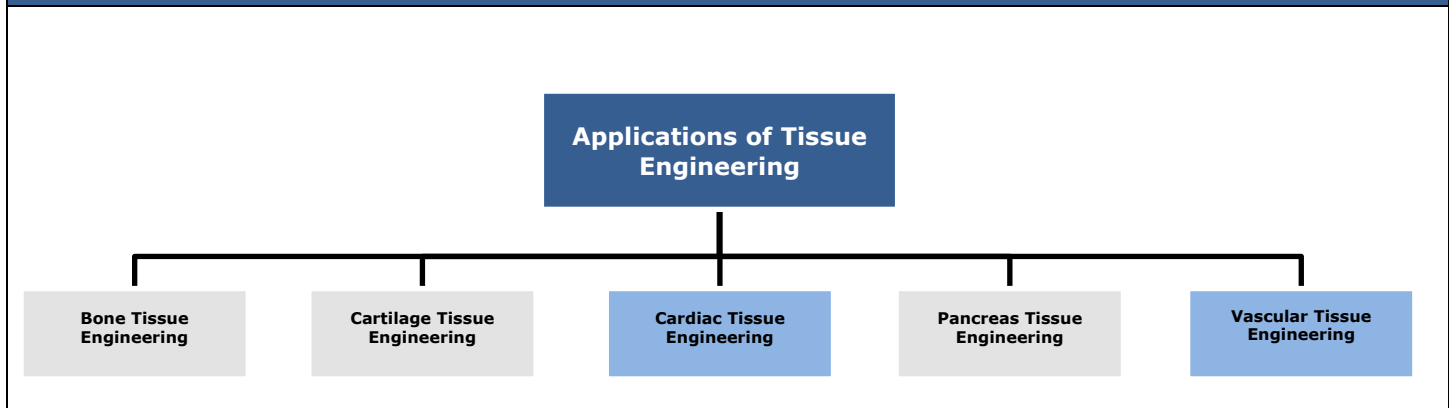 Applications of Tissue
Engineering
Bone Tissue
Engineering
Cartilage Tissue
Engineering
Cardiac Tissue
Engineering
Pancreas Tissue
Engineering
Vascular Tissue
Engineering